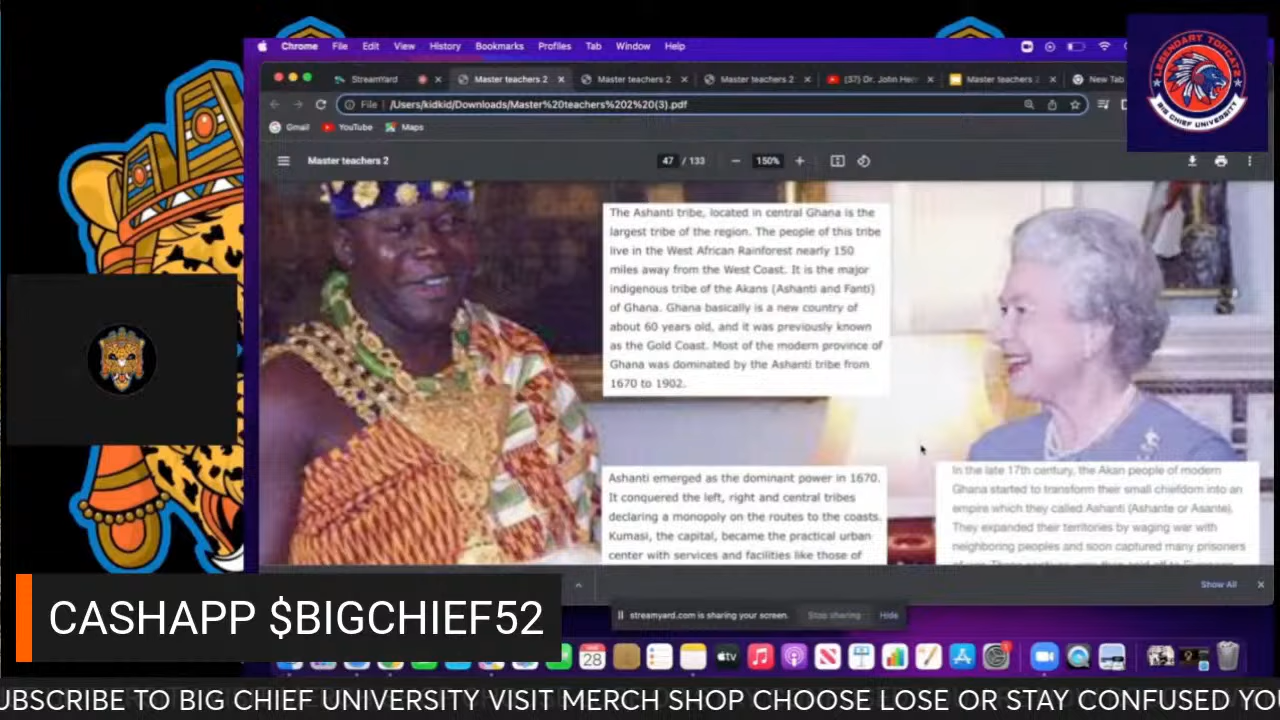 Chrome File Edit View History Bookmarks Profiles Tab Window Help
LEGENDARY TOPCATZ
BIG CHIEF UNIVERSITY
StreamYard
Master teachers 2
Master teachers 2
Master teachers 2
(37) Dr. John Hen
Master teachers
New Tab
File /Users/kidkid/Downloads/Master%20teachers%202%20(3).pdf
Gmail YouTube Maps
Master teachers 2
47 / 133
150%
The Ashanti tribe, located in central Ghana is the
largest tribe of the region. The people of this tribe
live in the West African Rainforest nearly 150
miles away from the West Coast. It is the major
indigenous tribe of the Akans (Ashanti and Fanti)
of Ghana. Ghana basically is a new country of
about 60 years old, and it was previously known
as the Gold Coast. Most of the modern province of
Ghana was dominated by the Ashanti tribe from
1670 to 1902.
Ashanti emerged as the dominant power in 1670.
It conquered the left, right and central tribes
declaring a monopoly on the routes to the coasts.
Kumasi, the capital, became the practical urban
center with services and facilities like those of
In the late 17th century, the Akan people of modern
Ghana started to transform their small chiefdom into an
empire which they called Ashanti (Ashante or Asante).
They expanded their territories by waging war with
neighboring peoples and soon captured many prisoners
Show All
streamyard.com is sharing your screen.
Stop sharing
Hide
CASHAPP $BIGCHIEF52
28
tv
UBSCRIBE TO BIG CHIEF UNIVERSITY VISIT MERCH SHOP CHOOSE LOSE OR STAY CONFUSED YO